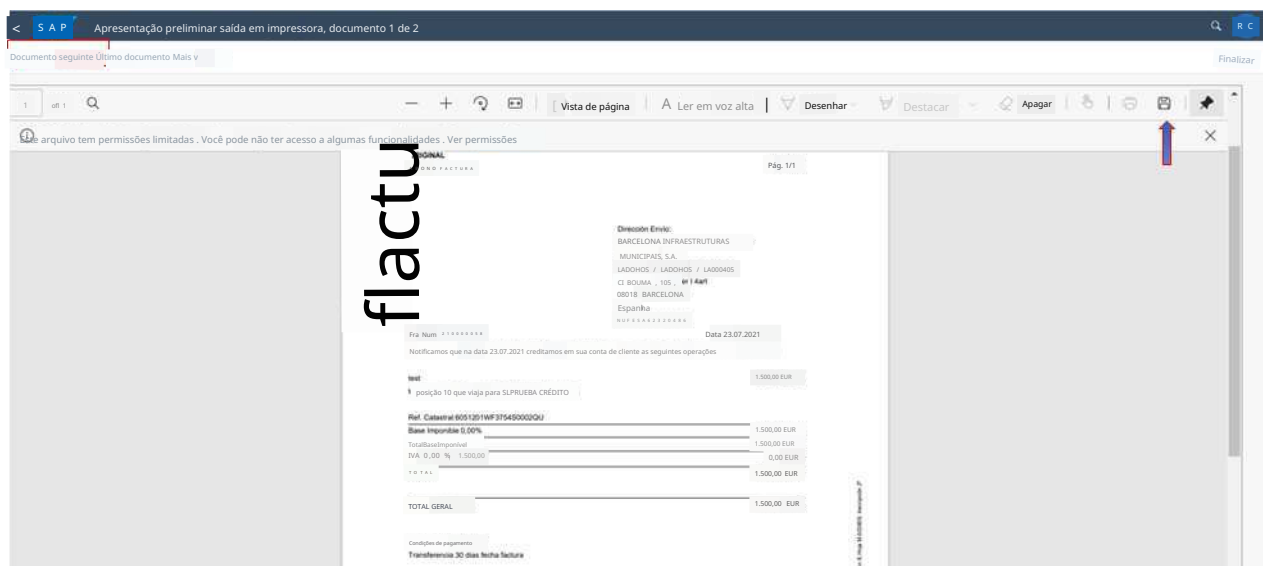 < SAP Apresentação preliminar saída em impressora, documento 1 de 2 RC
Documento seguinte Último documento Mais v Finalizar
1 ofl 1 Vista de página A Ler em voz alta Desenhar Destacar Apagar
Este arquivo tem permissões limitadas . Você pode não ter acesso a algumas funcionalidades . Ver permissões
flactu
ORIGINAL
ONO FACTURA Pág. 1/1
Dirección Envío:
BARCELONA INFRAESTRUTURAS
MUNICIPAIS, S.A.
LADOHOS / LADOHOS / LA000405
CI BOUMA , 105 ,
08018 BARCELONA
Espanha
Fra Num Data 23.07.2021
Notificamos que na data 23.07.2021 creditamos em sua conta de cliente as seguintes operações
test 1.500,00 EUR
posição 10 que viaja para SLPRUEBA CRÉDITO
Ref. Catastral:6051201WF3754S0002QU
Base Imponible 0,00% 1.500,00 EUR
TotalBaseImponível 1.500,00 EUR
IVA 0,00 % 1.500,00 0,00 EUR
TOTAL 1.500,00 EUR
TOTAL GERAL 1.500,00 EUR
Condições de pagamento
Transferencia 30 dias fecha factura